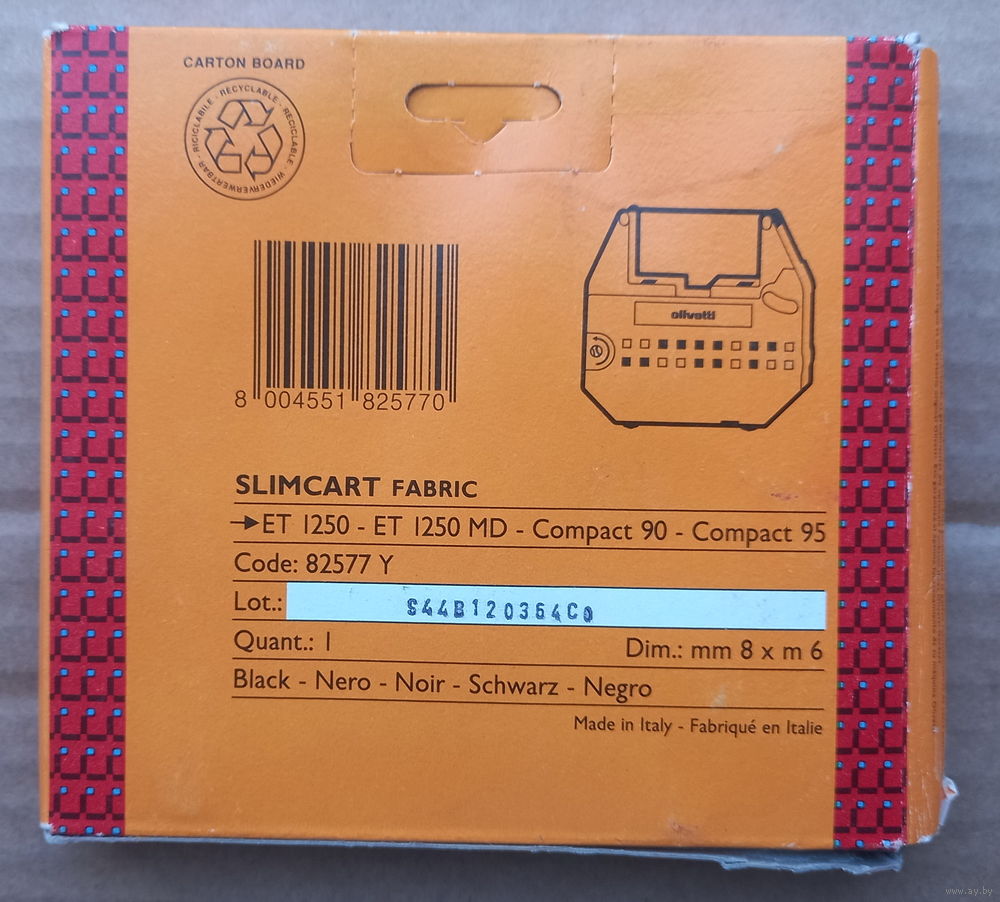 CARTON BOARD
RICICLABILE - RECYCLABLE - RECICLABLE - WIEDERVERWERTBAR -
olivetti
8 004551 825770
SLIMCART FABRIC
→ET 1250 - ET 1250 MD - Compact 90 - Compact 95
Code: 82577 Y
Lot.: S44B120364C0
Quant.: 1 Dim.: mm 8 x m 6
Black - Nero - Noir - Schwarz - Negro
Made in Italy - Fabriqué en Italie
www.ay.by